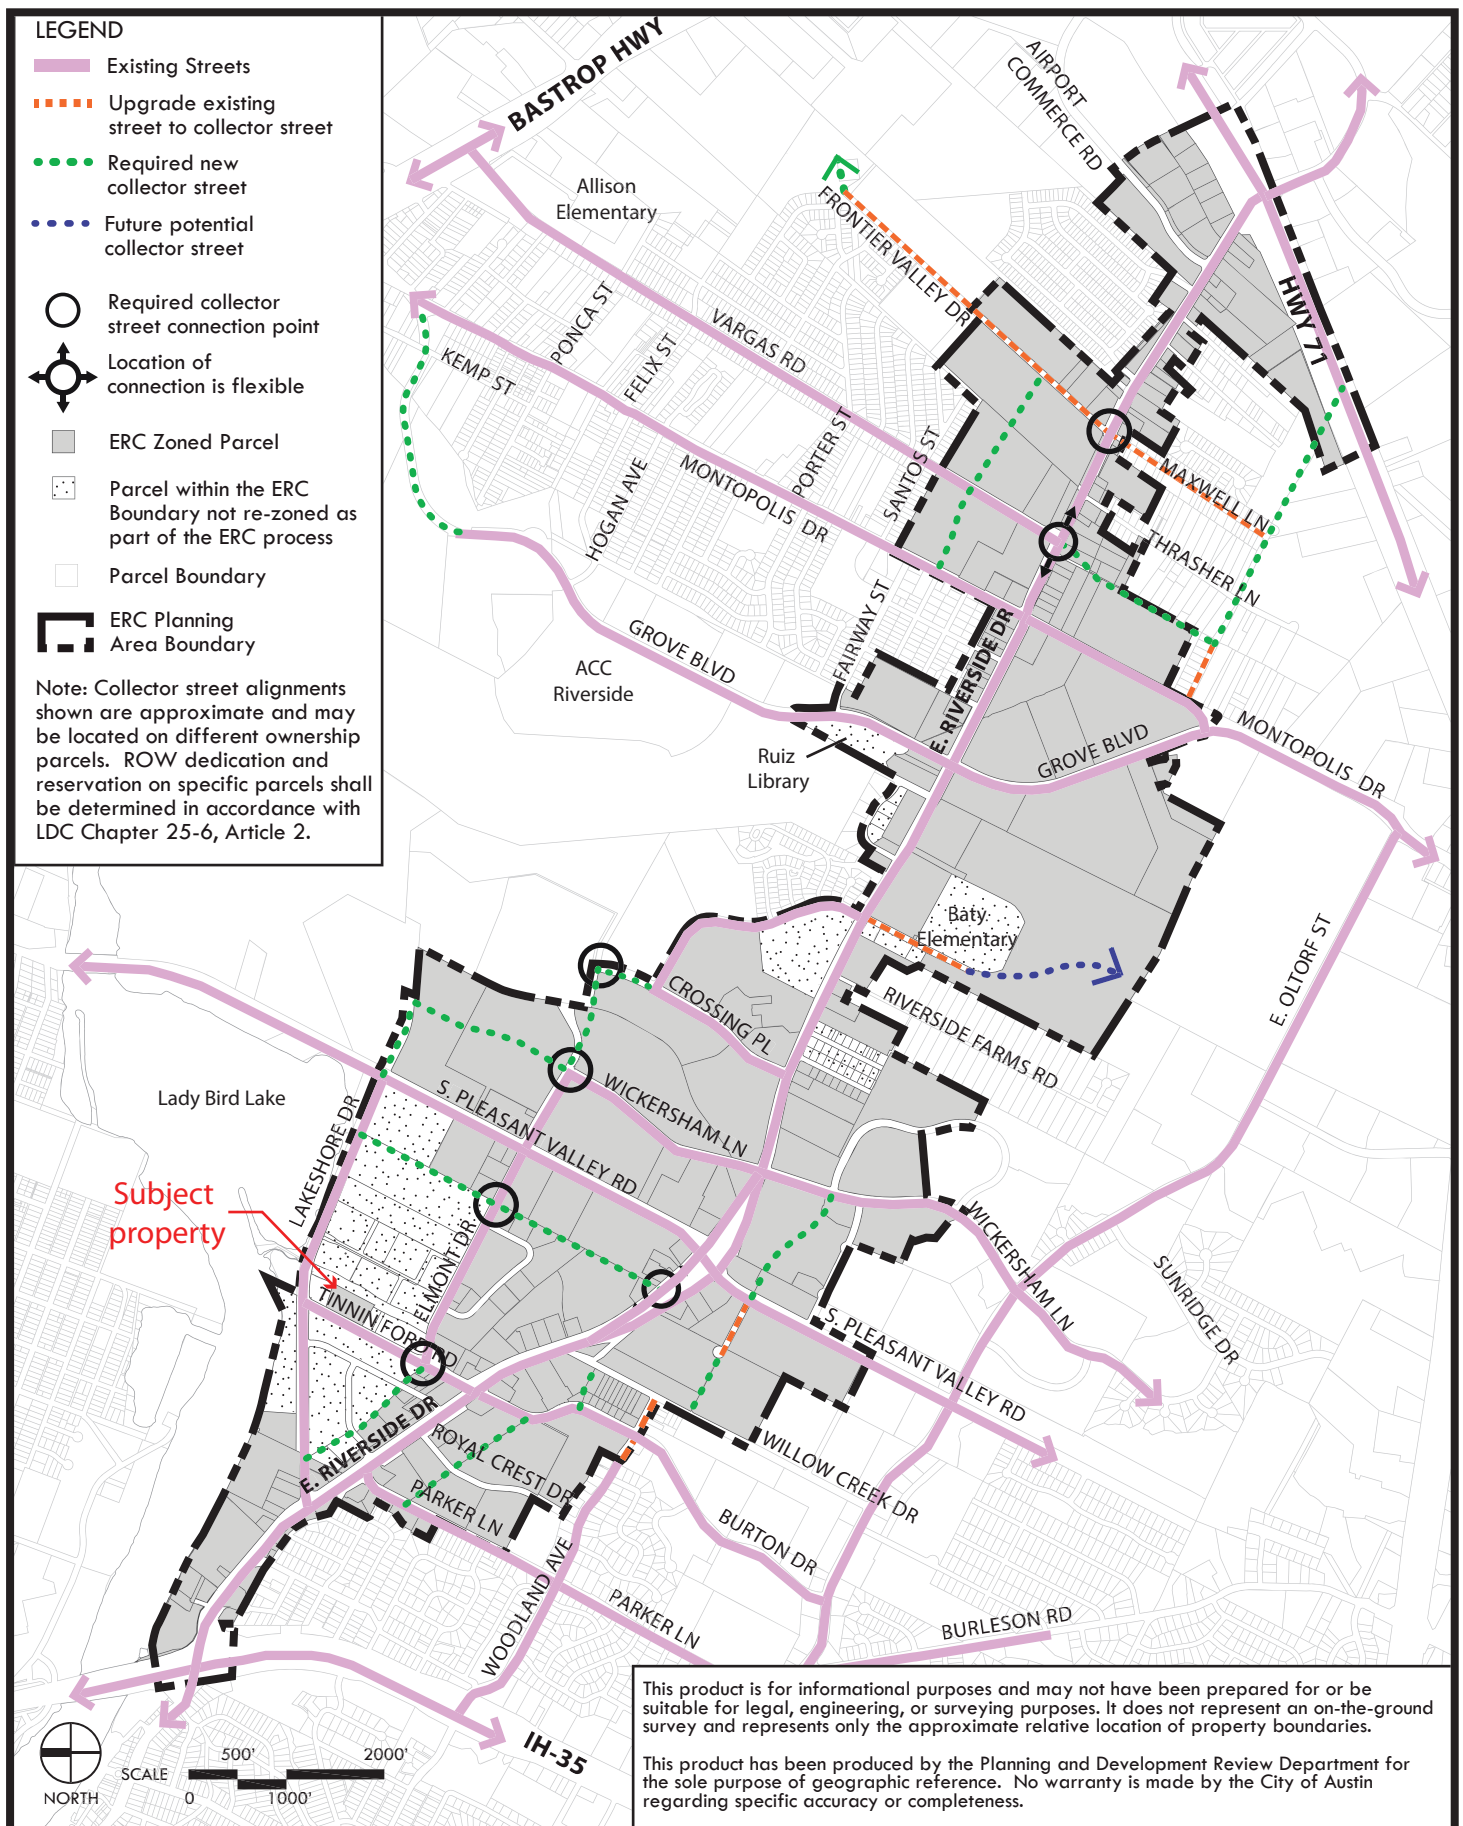 LEGEND
Existing Streets
Upgrade existing
street to collector street
Required new
collector street
Future potential
collector street
Required collector
street connection point
Location of
connection is flexible
ERC Zoned Parcel
Parcel within the ERC
Boundary not re-zoned as
part of the ERC process
Parcel Boundary
ERC Planning
Area Boundary
Note: Collector street alignments
shown are approximate and may
be located on different ownership
parcels.  ROW dedication and
reservation on specific parcels shall
be determined in accordance with
LDC Chapter 25-6, Article 2.
BASTROP HWY
AIRPORT
COMMERCE RD
Allison
Elementary
FRONTIER VALLEY DR
HWY 71
PONCA ST
VARGAS RD
KEMP ST
FELIX ST
PORTER ST
SANTOS ST
MAXWELL LN
MONTOPOLIS DR
HOGAN AVE
THRASHER LN
FAIRWAY ST
GROVE BLVD
E. RIVERSIDE DR
ACC
Riverside
Ruiz
Library
GROVE BLVD
MONTOPOLIS DR
Baty
Elementary
E. OLTORF ST
CROSSING PL
RIVERSIDE FARMS RD
Lady Bird Lake
S. PLEASANT VALLEY RD
WICKERSHAM LN
LAKESHORE DR
Subject
property
ELMONT DR
WICKERSHAM LN
SUNRIDGE DR
TINNIN FORD RD
S. PLEASANT VALLEY RD
E. RIVERSIDE DR
ROYAL CREST DR
WILLOW CREEK DR
PARKER LN
BURTON DR
WOODLAND AVE
PARKER LN
BURLESON RD
IH-35
NORTH
SCALE
500'
2000'
0
1000'
This product is for informational purposes and may not have been prepared for or be
suitable for legal, engineering, or surveying purposes. It does not represent an on-the-ground
survey and represents only the approximate relative location of property boundaries.
This product has been produced by the Planning and Development Review Department for
the sole purpose of geographic reference.  No warranty is made by the City of Austin
regarding specific accuracy or completeness.